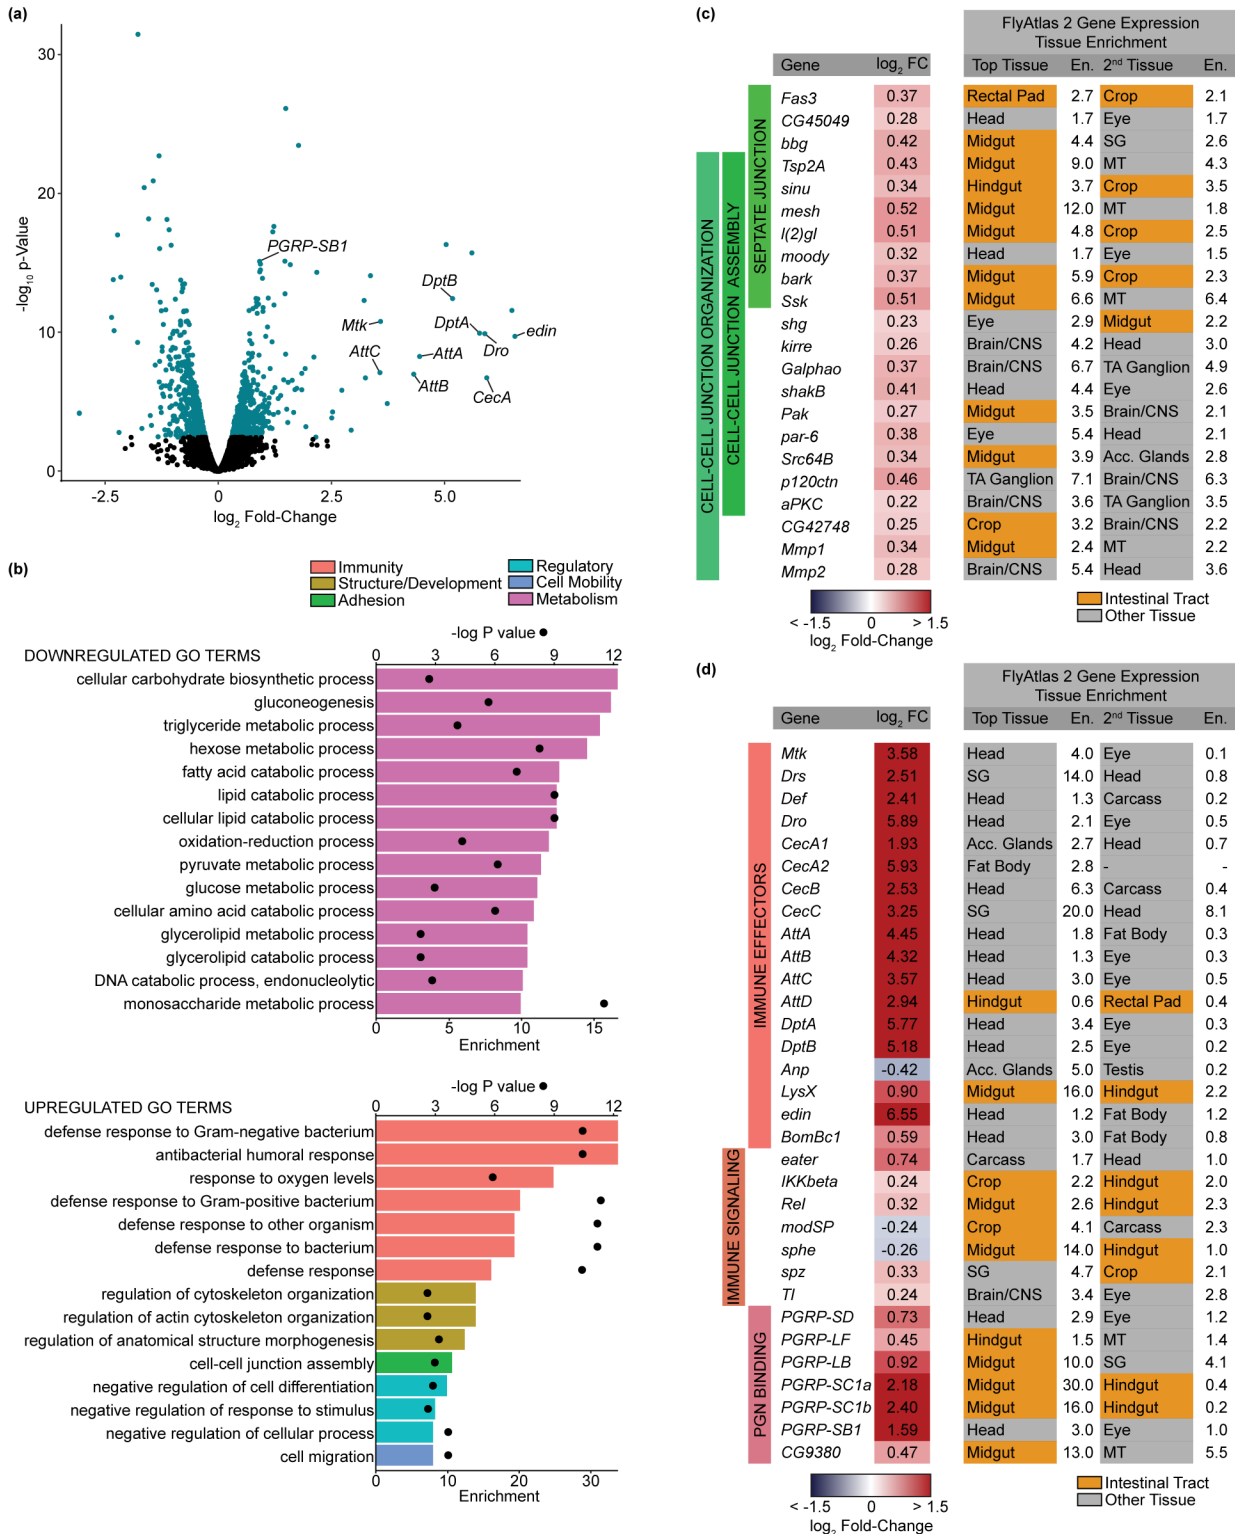 (a)
30
20
10
0
-log10 p-Value
-2.5 0 2.5 5.0
log2 Fold-Change
PGRP-SB1
DptB
Mtk
DptA
edin
Dro
AttC
AttA
AttB
CecA
(b)
Immunity
Structure/Development
Adhesion
Regulatory
Cell Mobility
Metabolism
-log P value
DOWNREGULATED GO TERMS 0 3 6 9 12
cellular carbohydrate biosynthetic process
gluconeogenesis
triglyceride metabolic process
hexose metabolic process
fatty acid catabolic process
lipid catabolic process
cellular lipid catabolic process
oxidation-reduction process
pyruvate metabolic process
glucose metabolic process
cellular amino acid catabolic process
glycerolipid metabolic process
glycerolipid catabolic process
DNA catabolic process, endonucleolytic
monosaccharide metabolic process
0 5 10 15
Enrichment
-log P value
UPREGULATED GO TERMS 0 3 6 9 12
defense response to Gram-negative bacterium
antibacterial humoral response
response to oxygen levels
defense response to Gram-positive bacterium
defense response to other organism
defense response to bacterium
defense response
regulation of cytoskeleton organization
regulation of actin cytoskeleton organization
regulation of anatomical structure morphogenesis
cell-cell junction assembly
negative regulation of cell differentiation
negative regulation of response to stimulus
negative regulation of cellular process
cell migration
0 10 20 30
Enrichment
(c)
FlyAtlas 2 Gene Expression
Tissue Enrichment
Gene log2 FC Top Tissue En. 2nd Tissue En.
CELL-CELL JUNCTION ORGANIZATION
CELL-CELL JUNCTION ASSEMBLY
SEPTATE JUNCTION
Fas3 0.37 Rectal Pad 2.7 Crop 2.1
CG45049 0.28 Head 1.7 Eye 1.7
bbg 0.42 Midgut 4.4 SG 2.6
Tsp2A 0.43 Midgut 9.0 MT 4.3
sinu 0.34 Hindgut 3.7 Crop 3.5
mesh 0.52 Midgut 12.0 MT 1.8
l(2)gl 0.51 Midgut 4.8 Crop 2.5
moody 0.32 Head 1.7 Eye 1.5
bark 0.37 Midgut 5.9 Crop 2.3
Ssk 0.51 Midgut 6.6 MT 6.4
shg 0.23 Eye 2.9 Midgut 2.2
kirre 0.26 Brain/CNS 4.2 Head 3.0
Galphao 0.37 Brain/CNS 6.7 TA Ganglion 4.9
shakB 0.41 Head 4.4 Eye 2.6
Pak 0.27 Midgut 3.5 Brain/CNS 2.1
par-6 0.38 Eye 5.4 Head 2.1
Src64B 0.34 Midgut 3.9 Acc. Glands 2.8
p120ctn 0.46 TA Ganglion 7.1 Brain/CNS 6.3
aPKC 0.22 Brain/CNS 3.6 TA Ganglion 3.5
CG42748 0.25 Crop 3.2 Brain/CNS 2.2
Mmp1 0.34 Midgut 2.4 MT 2.2
Mmp2 0.28 Brain/CNS 5.4 Head 3.6
< -1.5 0 > 1.5
log2 Fold-Change
Intestinal Tract
Other Tissue
(d)
FlyAtlas 2 Gene Expression
Tissue Enrichment
Gene log2 FC Top Tissue En. 2nd Tissue En.
IMMUNE EFFECTORS
Mtk 3.58 Head 4.0 Eye 0.1
Drs 2.51 SG 14.0 Head 0.8
Def 2.41 Head 1.3 Carcass 0.2
Dro 5.89 Head 2.1 Eye 0.5
CecA1 1.93 Acc. Glands 2.7 Head 0.7
CecA2 5.93 Fat Body 2.8 - -
CecB 2.53 Head 6.3 Carcass 0.4
CecC 3.25 SG 20.0 Head 8.1
AttA 4.45 Head 1.8 Fat Body 0.3
AttB 4.32 Head 1.3 Eye 0.3
AttC 3.57 Head 3.0 Eye 0.5
AttD 2.94 Hindgut 0.6 Rectal Pad 0.4
DptA 5.77 Head 3.4 Eye 0.3
DptB 5.18 Head 2.5 Eye 0.2
Anp -0.42 Acc. Glands 5.0 Testis 0.2
LysX 0.90 Midgut 16.0 Hindgut 2.2
edin 6.55 Head 1.2 Fat Body 1.2
BomBc1 0.59 Head 3.0 Fat Body 0.8
IMMUNE SIGNALING
eater 0.74 Carcass 1.7 Head 1.0
IKKbeta 0.24 Crop 2.2 Hindgut 2.0
Rel 0.32 Midgut 2.6 Hindgut 2.3
modSP -0.24 Crop 4.1 Carcass 2.3
sphe -0.26 Midgut 14.0 Hindgut 1.0
spz 0.33 SG 4.7 Crop 2.1
Tl 0.24 Brain/CNS 3.4 Eye 2.8
PGN BINDING
PGRP-SD 0.73 Head 2.9 Eye 1.2
PGRP-LF 0.45 Hindgut 1.5 MT 1.4
PGRP-LB 0.92 Midgut 10.0 SG 4.1
PGRP-SC1a 2.18 Midgut 30.0 Hindgut 0.4
PGRP-SC1b 2.40 Midgut 16.0 Hindgut 0.2
PGRP-SB1 1.59 Head 3.0 Eye 1.0
CG9380 0.47 Midgut 13.0 MT 5.5
< -1.5 0 > 1.5
log2 Fold-Change
Intestinal Tract
Other Tissue